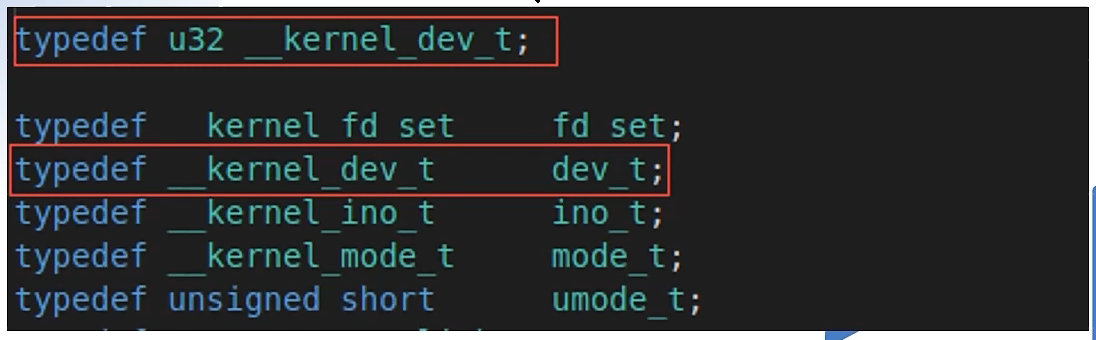 typedef u32 __kernel_dev_t;
typedef __kernel_fd_set fd_set;
typedef __kernel_dev_t dev_t;
typedef __kernel_ino_t ino_t;
typedef __kernel_mode_t mode_t;
typedef unsigned short umode_t;